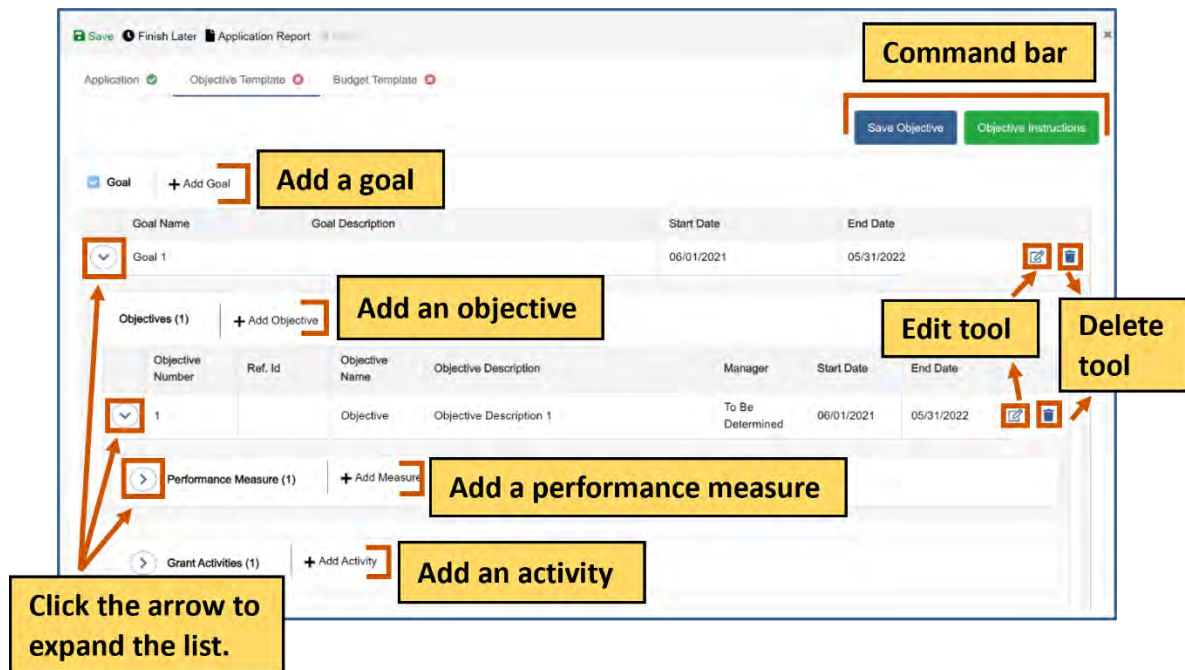 Save Finish Later Application Report
Command bar
Application Objective Template Budget Template
Save Objective Objective Instructions
Goal + Add Goal
Add a goal
Goal Name Goal Description Start Date End Date
Goal 1 06/01/2021 05/31/2022
Objectives (1) + Add Objective
Add an objective
Edit tool
Delete
tool
Objective
Number
Ref. Id
Objective
Name
Objective Description
Manager
Start Date
End Date
1 Objective Objective Description 1
To Be
Determined
06/01/2021 05/31/2022
Performance Measure (1) + Add Measure
Add a performance measure
Grant Activities (1) + Add Activity
Add an activity
Click the arrow to
expand the list.